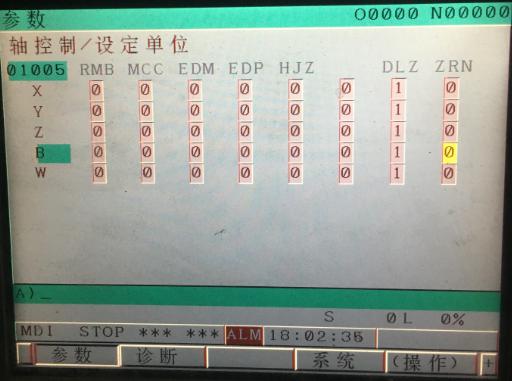 参数 O0000 N00000
轴控制/设定单位
01005 RMB MCC EDM EDP HJZ DLZ ZRN
X 0 0 0 0 0 0 1 0
Y 0 0 0 0 0 0 1 0
Z 0 0 0 0 0 0 1 0
B 0 0 0 0 0 0 1 0
W 0 0 0 0 0 0 1 0
A)_
S 0L 0%
MDI STOP *** *** ALM 18:02:35
参数 诊断 系统 (操作) +